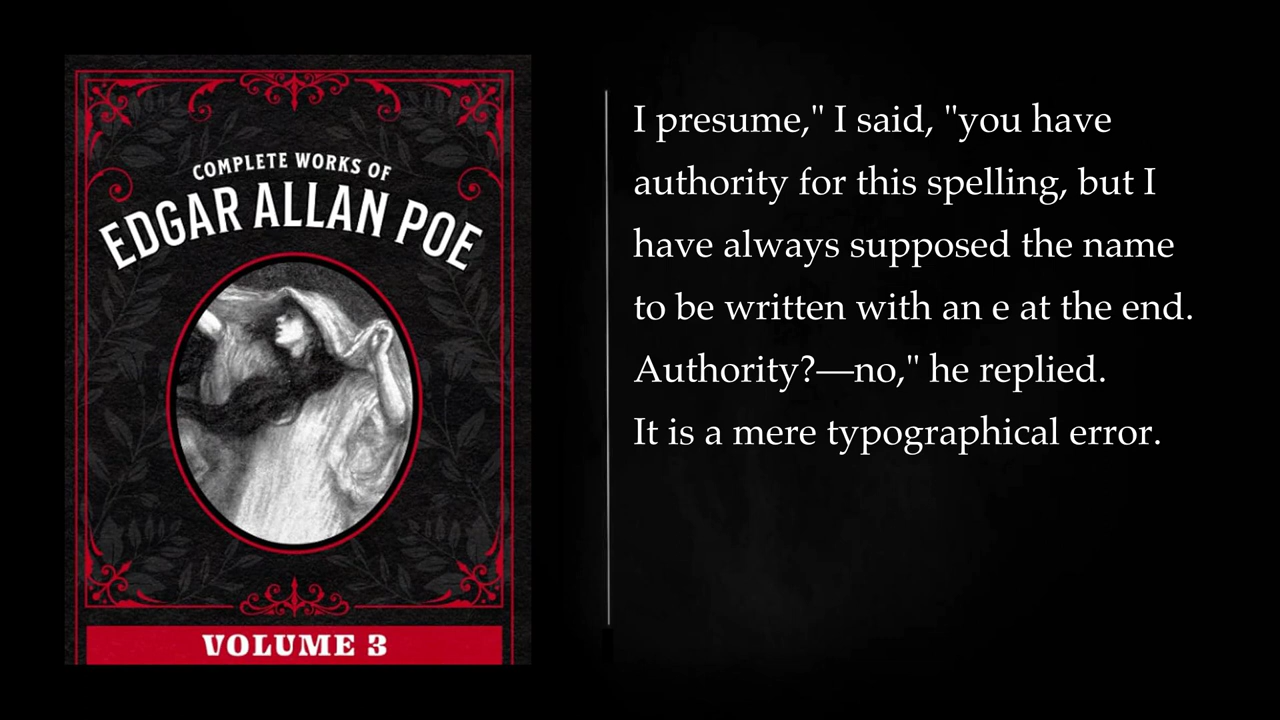 COMPLETE WORKS OF
EDGAR ALLAN POE
VOLUME 3
I presume," I said, "you have
authority for this spelling, but I
have always supposed the name
to be written with an e at the end.
Authority?—no," he replied.
It is a mere typographical error.